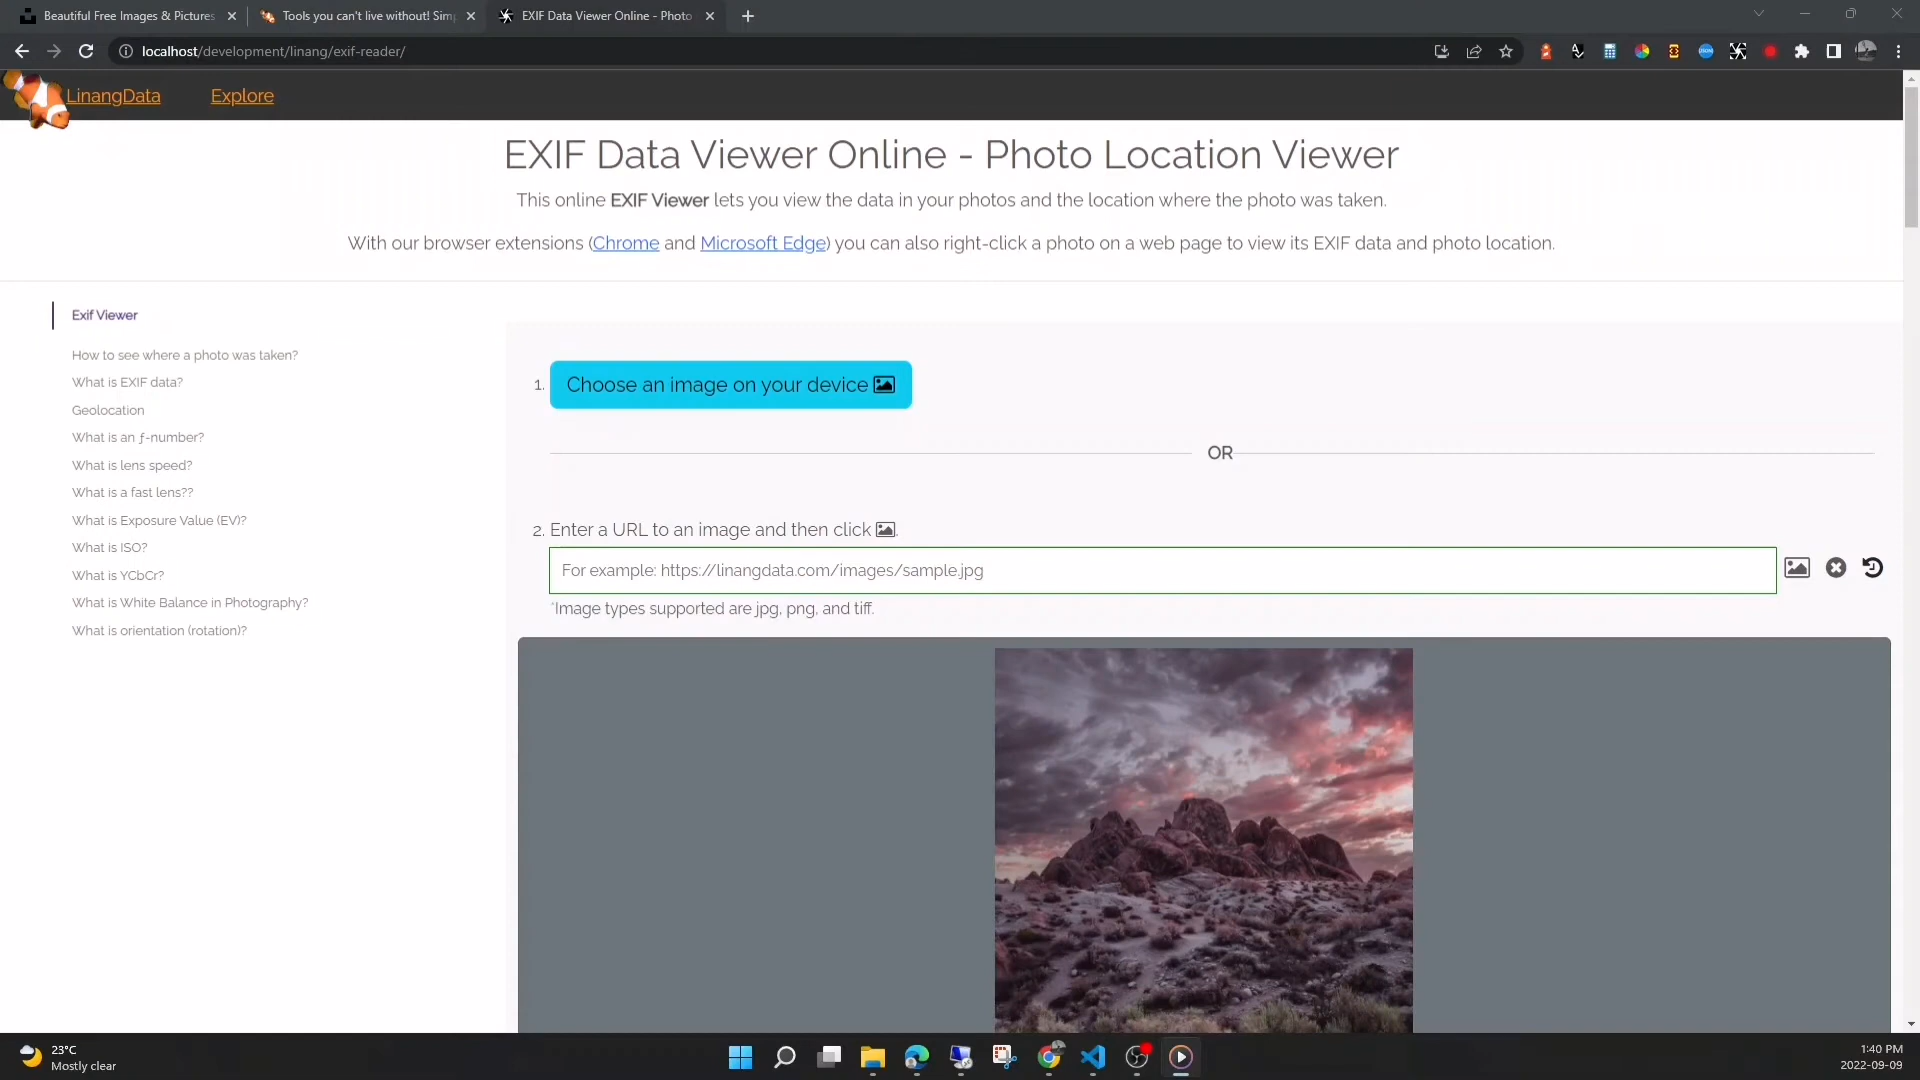 Beautiful Free Images & Pictures
Tools you can't live without! Sim
EXIF Data Viewer Online - Photo
localhost/development/linang/exif-reader/
LinangData
Explore
EXIF Data Viewer Online - Photo Location Viewer
This online EXIF Viewer lets you view the data in your photos and the location where the photo was taken.
With our browser extensions (Chrome and Microsoft Edge) you can also right-click a photo on a web page to view its EXIF data and photo location.
Exif Viewer
How to see where a photo was taken?
What is EXIF data?
Geolocation
What is an ƒ-number?
What is lens speed?
What is a fast lens??
What is Exposure Value (EV)?
What is ISO?
What is YCbCr?
What is White Balance in Photography?
What is orientation (rotation)?
1. Choose an image on your device
OR
2. Enter a URL to an image and then click .
For example: https://linangdata.com/images/sample.jpg
*Image types supported are jpg, png, and tiff.
23°C
Mostly clear
1:40 PM
2022-09-09